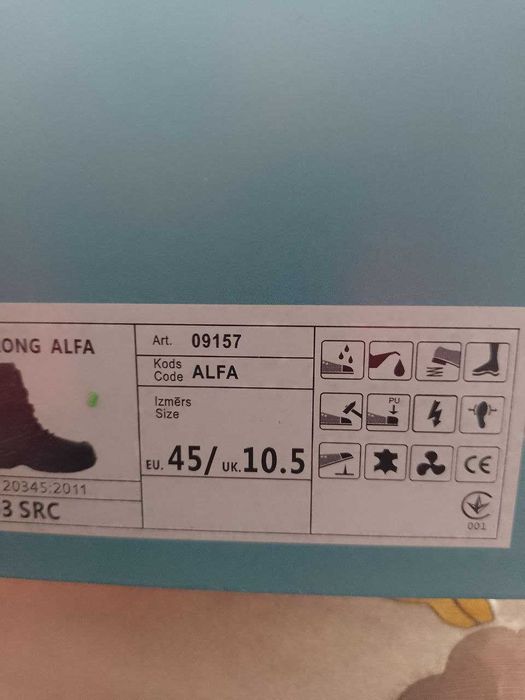 ONG ALFA
20345:2011
3 SRC
Art. 09157
Kods
Code ALFA
Izmērs
Size
EU. 45/ UK. 10.5
PU
CE
001